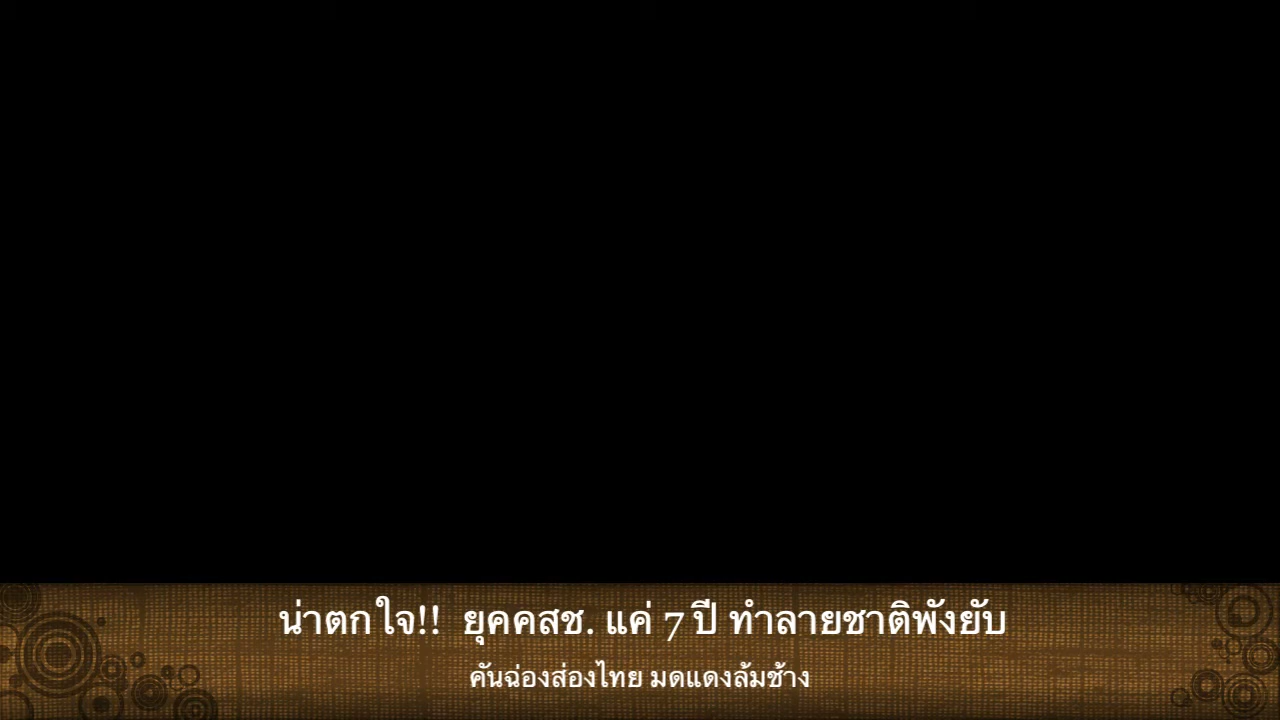 น่าตกใจ!! ยุคคสช. แค่ 7 ปี ทำลายชาติพังยับ
คันฉ่องส่องไทย มดแดงล้มช้าง